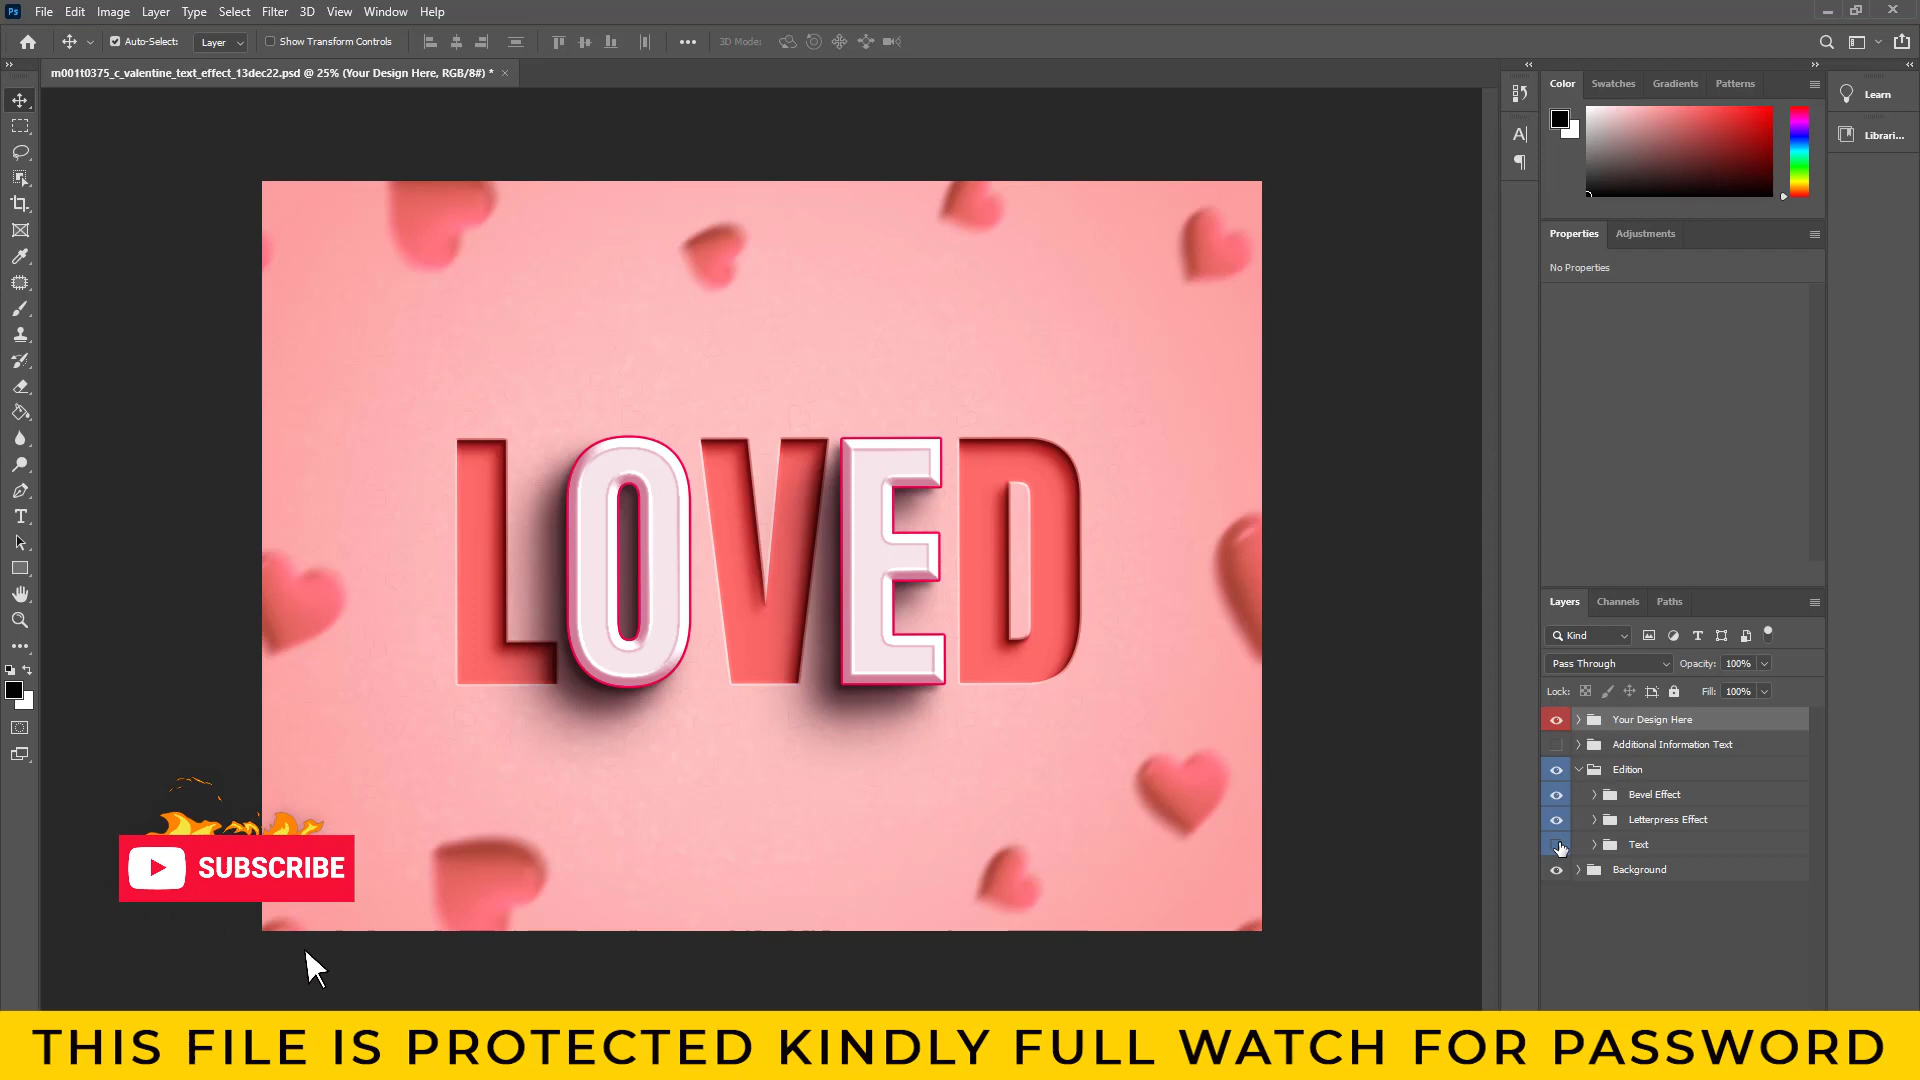 Ps File Edit Image Layer Type Select Filter 3D View Window Help
Auto-Select: Layer Show Transform Controls 3D Mode:
m001t0375_c_valentine_text_effect_13dec22.psd @ 25% (Your Design Here, RGB/8#) *
Color Swatches Gradients Patterns
Learn
Librari...
Properties Adjustments
No Properties
LOVED
Layers Channels Paths
Kind
Pass Through Opacity: 100%
Lock: Fill: 100%
Your Design Here
Additional Information Text
Edition
Bevel Effect
Letterpress Effect
Text
Background
SUBSCRIBE
THIS FILE IS PROTECTED KINDLY FULL WATCH FOR PASSWORD